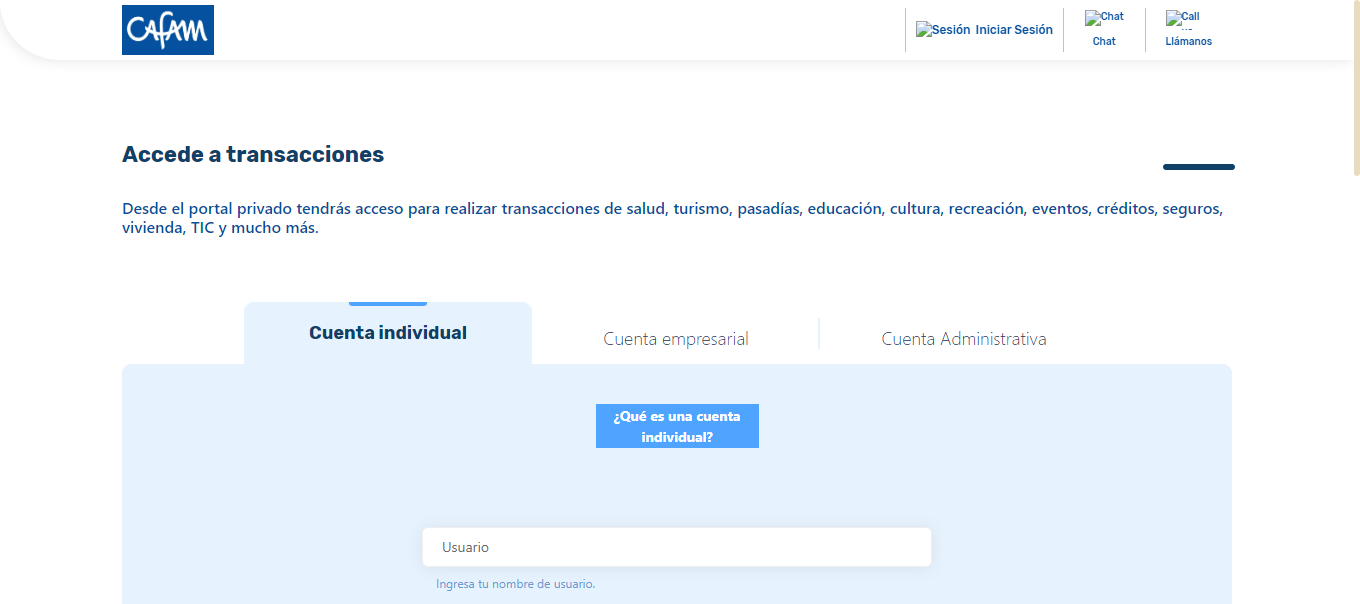 Cafam
Sesión Iniciar Sesión
Chat
Chat
Call
Llámanos
Accede a transacciones
Desde el portal privado tendrás acceso para realizar transacciones de salud, turismo, pasadías, educación, cultura, recreación, eventos, créditos, seguros,
vivienda, TIC y mucho más.
Cuenta individual
Cuenta empresarial
Cuenta Administrativa
¿Qué es una cuenta
individual?
Usuario
Ingresa tu nombre de usuario.